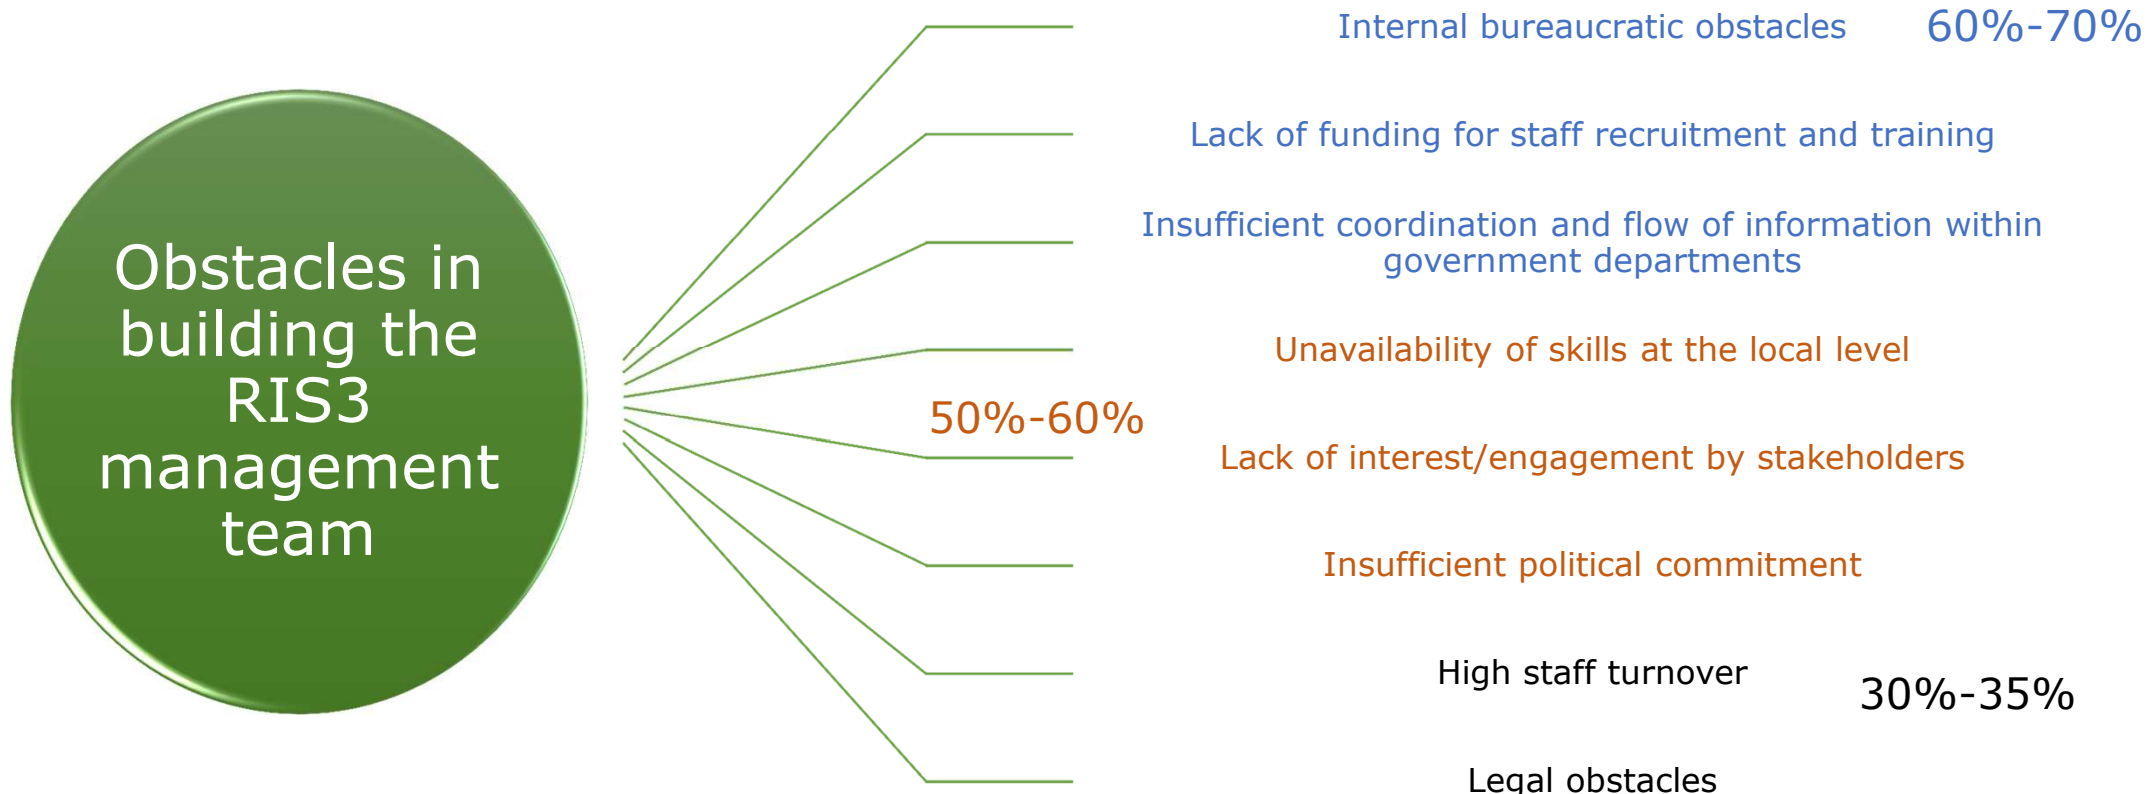 Obstacles in
building the
RIS3
management
team
Internal bureaucratic obstacles 60%-70%
Lack of funding for staff recruitment and training
Insufficient coordination and flow of information within
government departments
Unavailability of skills at the local level
50%-60%
Lack of interest/engagement by stakeholders
Insufficient political commitment
High staff turnover
30%-35%
Legal obstacles